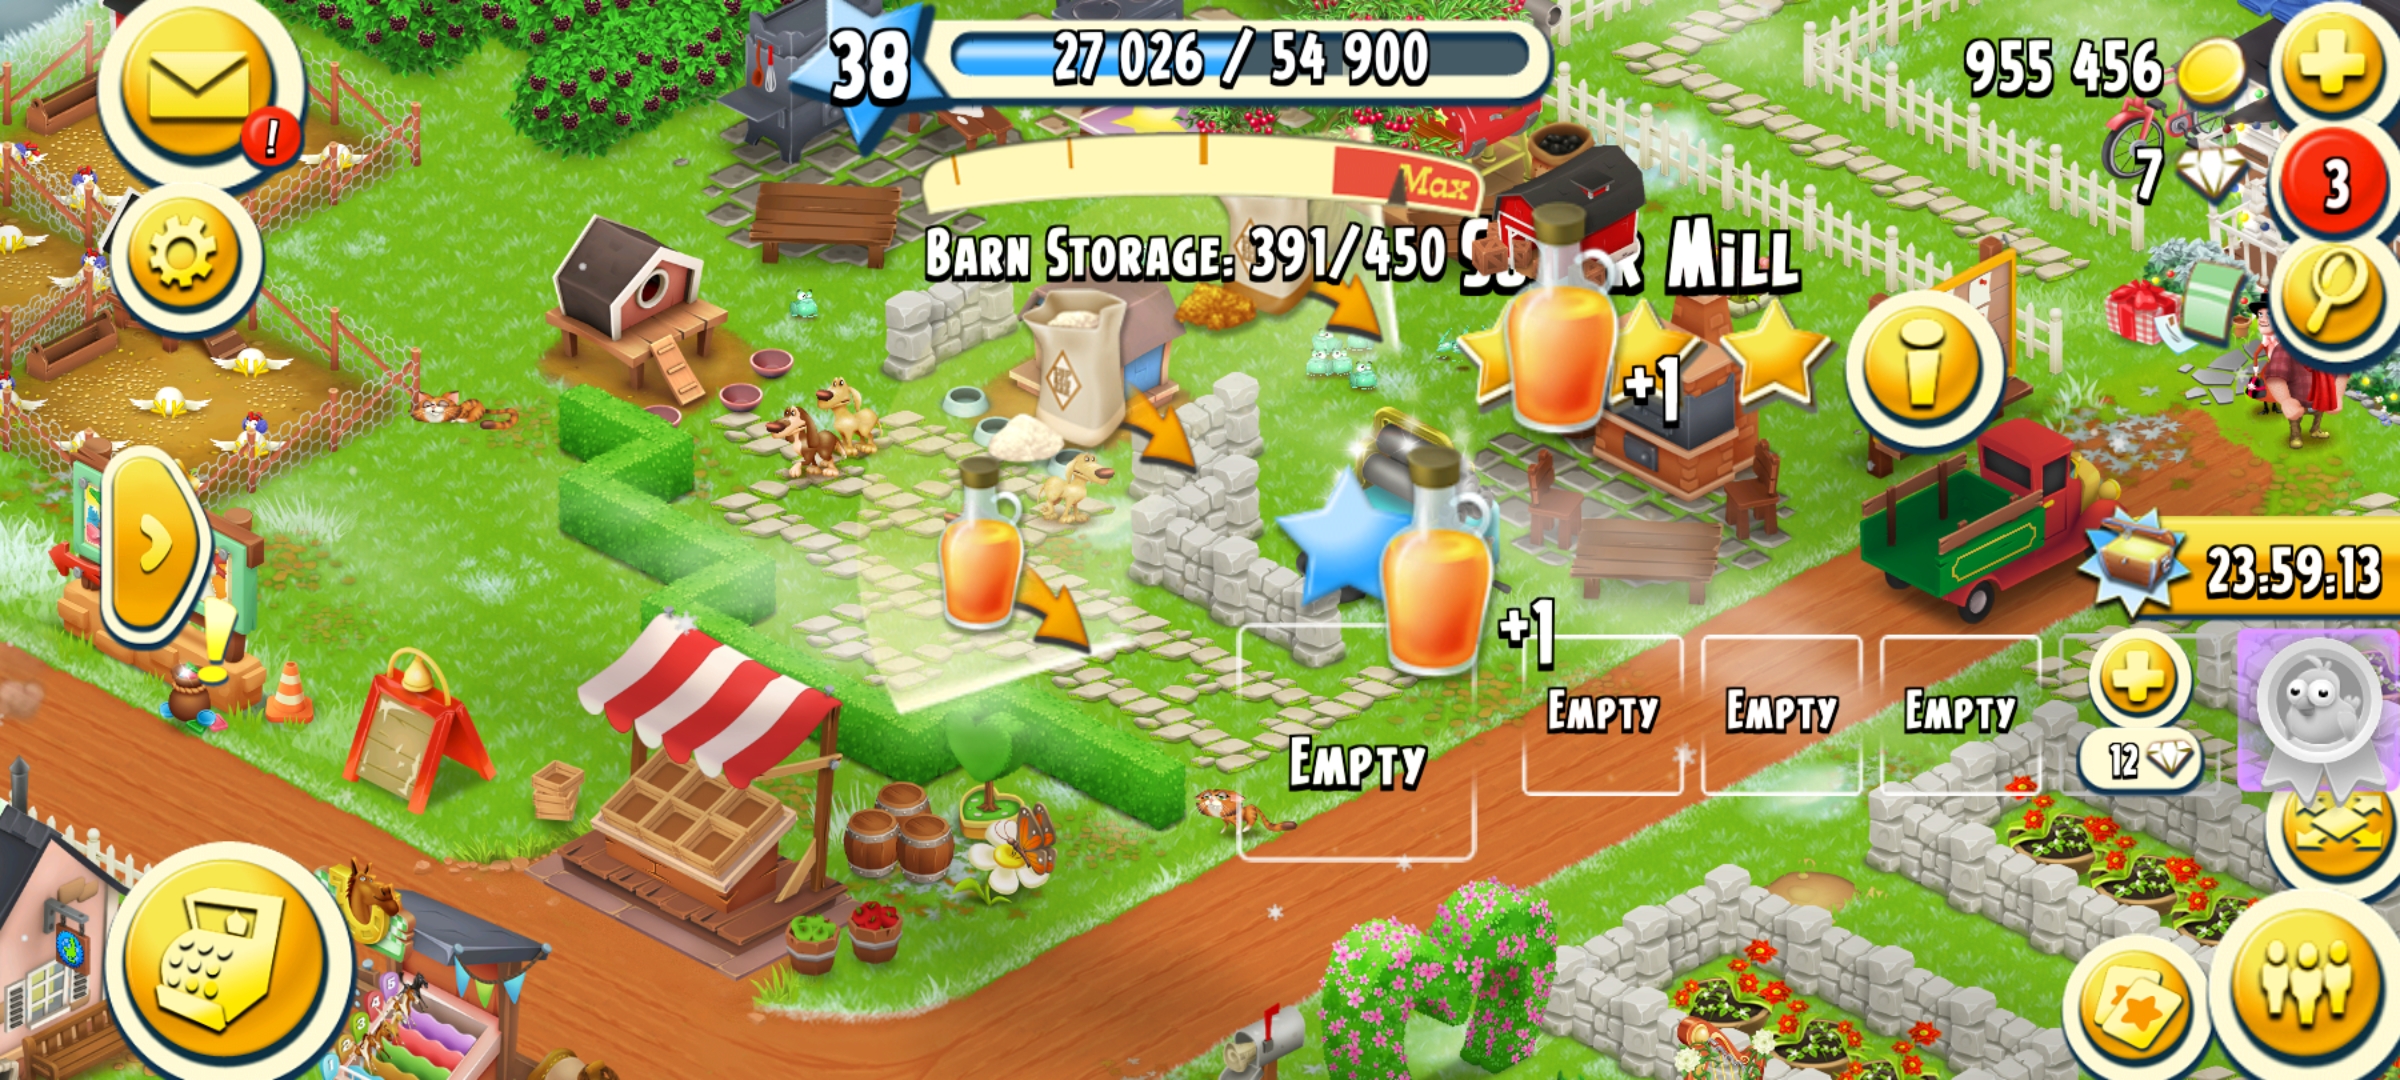 38
27 026 / 54 900
955 456
7
3
!
Max
Barn Storage: 391/450
Mill
+1
+1
23:59:13
Empty
Empty
Empty
Empty
12